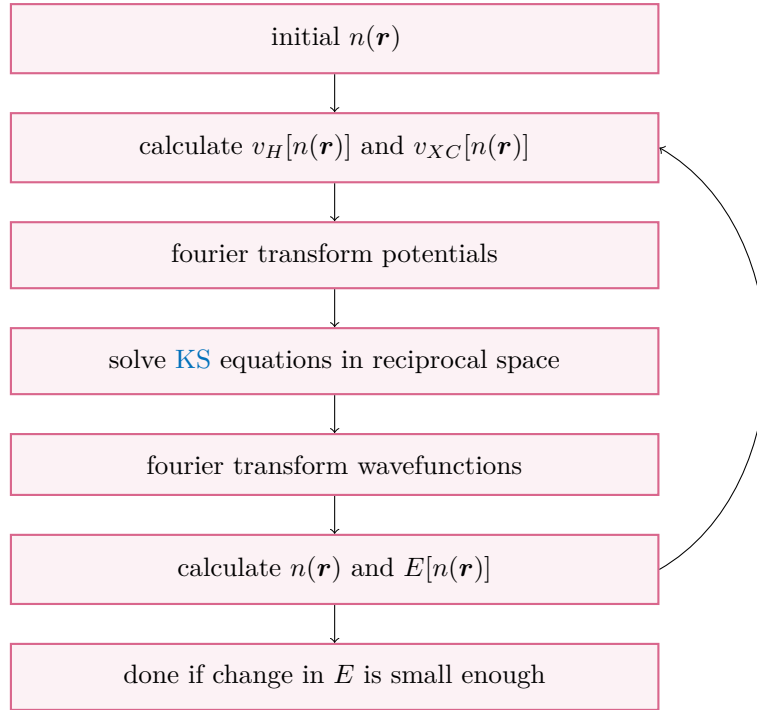 initial n(r)
calculate v_H[n(r)] and v_XC[n(r)]
fourier transform potentials
solve KS equations in reciprocal space
fourier transform wavefunctions
calculate n(r) and E[n(r)]
done if change in E is small enough